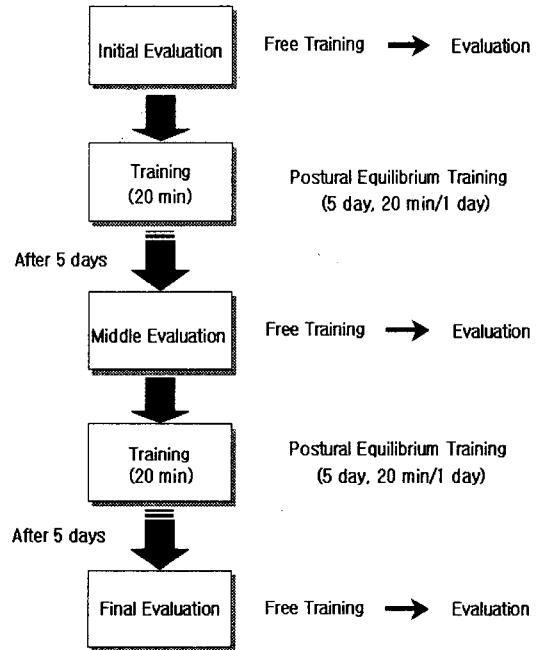 Initial Evaluation
Free Training
Evaluation
Training
(20 min)
Postural Equilibrium Training
(5 day, 20 min/1 day)
After 5 days
Middle Evaluation
Free Training
Evaluation
Training
(20 min)
Postural Equilibrium Training
(5 day, 20 min/1 day)
After 5 days
Final Evaluation
Free Training
Evaluation